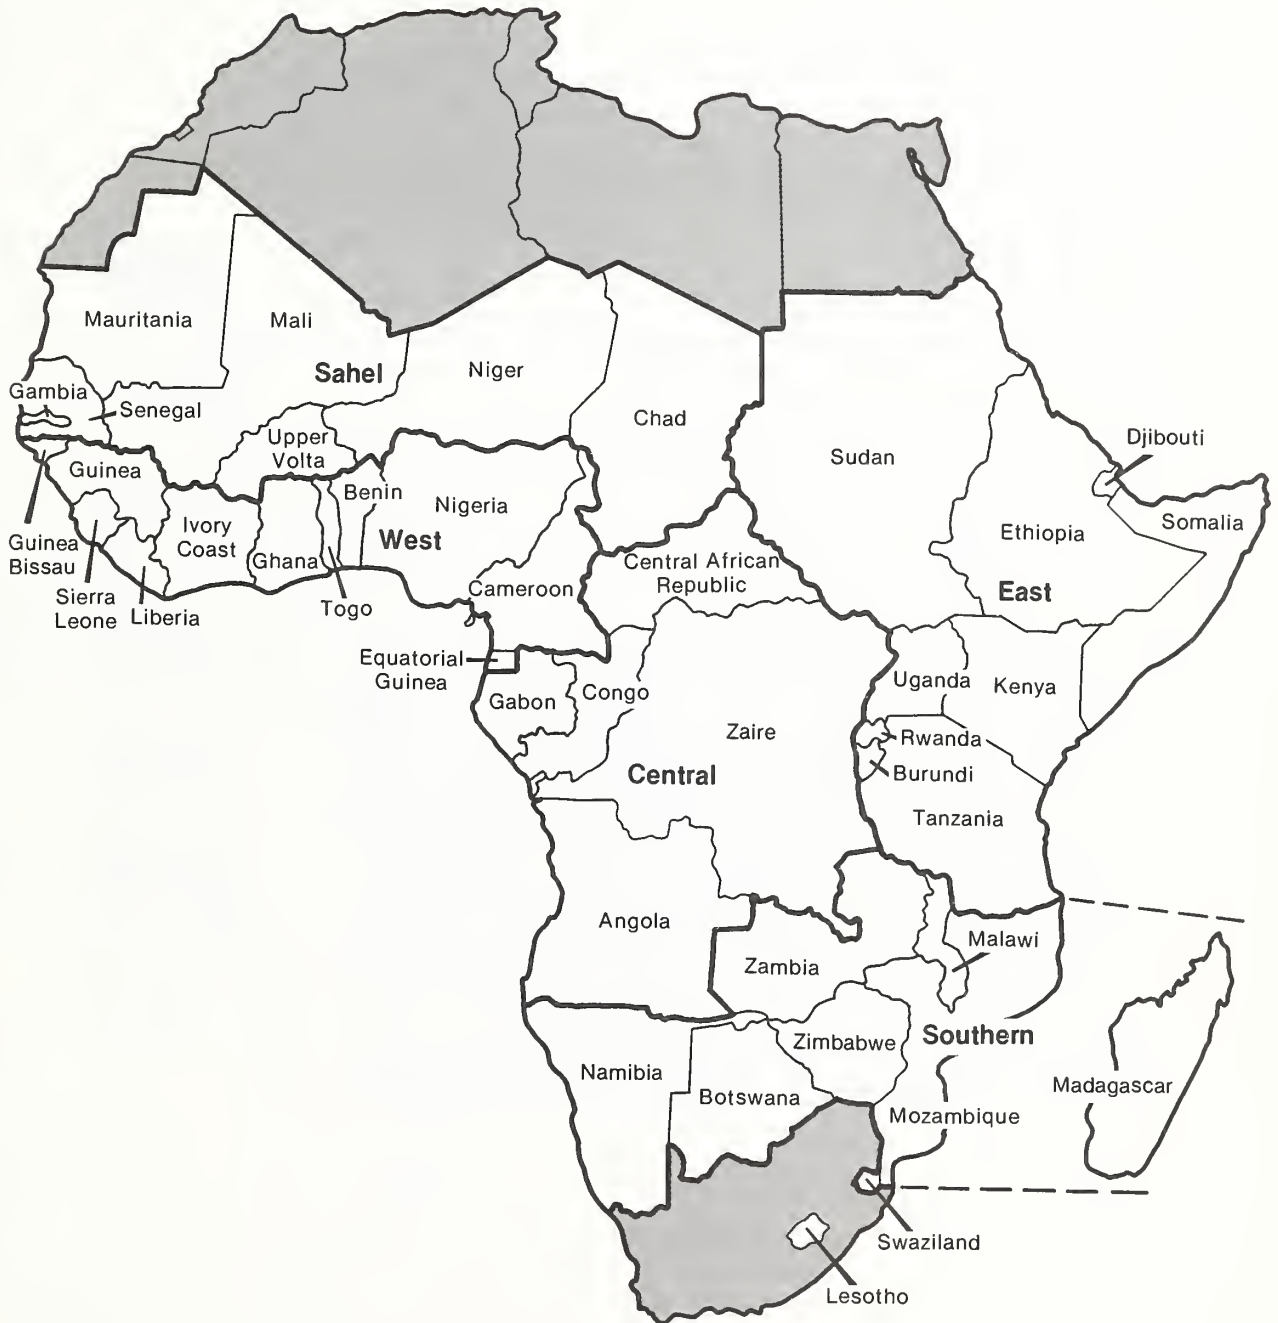 Mauritania
Mali
Sahel
Niger
Chad
Gambia
Senegal
Upper
Volta
Sudan
Djibouti
Guinea
Benin
Nigeria
Ethiopia
Somalia
Guinea
Bissau
Ivory
Coast
Ghana
West
Central African
Republic
East
Sierra
Leone
Liberia
Togo
Cameroon
Equatorial
Guinea
Gabon
Congo
Uganda
Kenya
Zaire
Rwanda
Burundi
Central
Tanzania
Angola
Zambia
Malawi
Southern
Zimbabwe
Namibia
Botswana
Madagascar
Mozambique
Swaziland
Lesotho